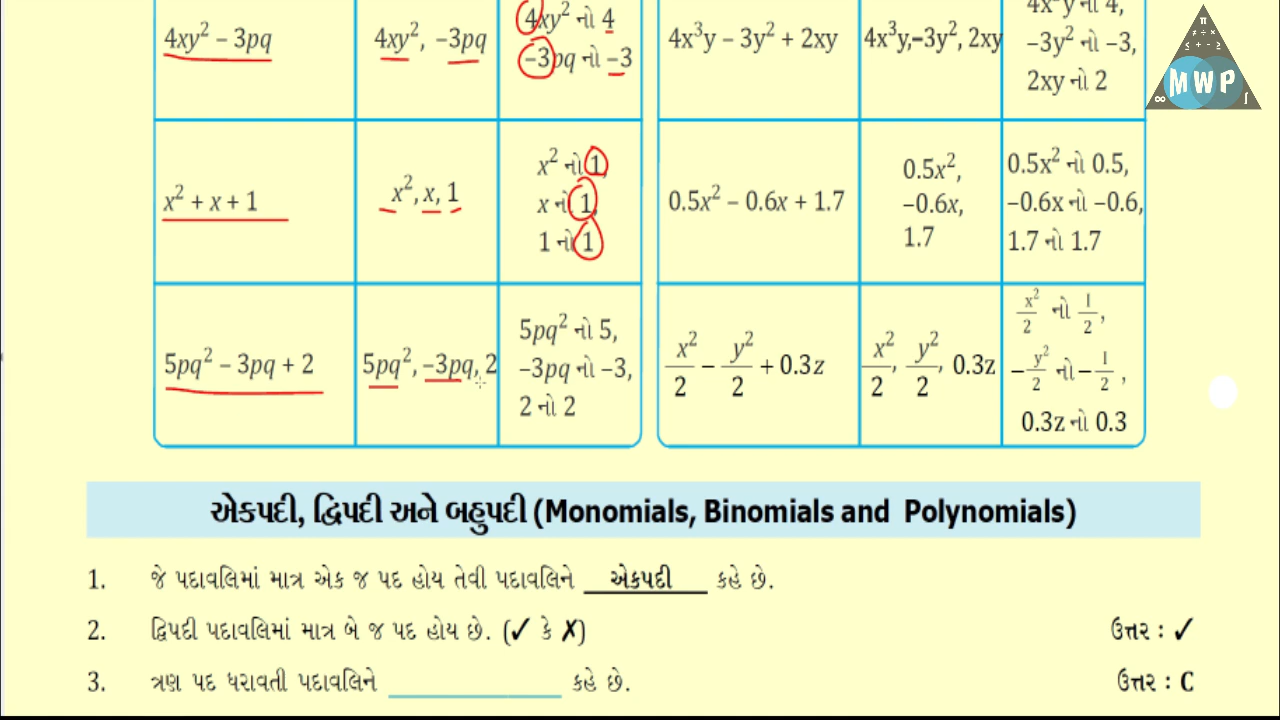 4xy² − 3pq
4xy², −3pq
4xy² નો 4
−3pq નો −3
4x³y − 3y² + 2xy
4x³y, −3y², 2xy
4x³y નો 4,
−3y² નો −3,
2xy નો 2
x² + x + 1
x², x, 1
x² નો 1,
x નો 1,
1 નો 1
0.5x² − 0.6x + 1.7
0.5x²,
−0.6x,
1.7
0.5x² નો 0.5,
−0.6x નો −0.6,
1.7 નો 1.7
5pq² − 3pq + 2
5pq², −3pq, 2
5pq² નો 5,
−3pq નો −3,
2 નો 2
x²/2 − y²/2 + 0.3z
x²/2, y²/2, 0.3z
x²/2 નો 1/2,
−y²/2 નો −1/2,
0.3z નો 0.3
MWP
એકપદી, દ્વિપદી અને બહુપદી (Monomials, Binomials and Polynomials)
1. જે પદાવલિમાં માત્ર એક જ પદ હોય તેવી પદાવલિને એકપદી કહે છે.
2. દ્વિપદી પદાવલિમાં માત્ર બે જ પદ હોય છે. (✓ કે ✗) ઉત્તર : ✓
3. ત્રણ પદ ધરાવતી પદાવલિને ____________ કહે છે. ઉત્તર : C